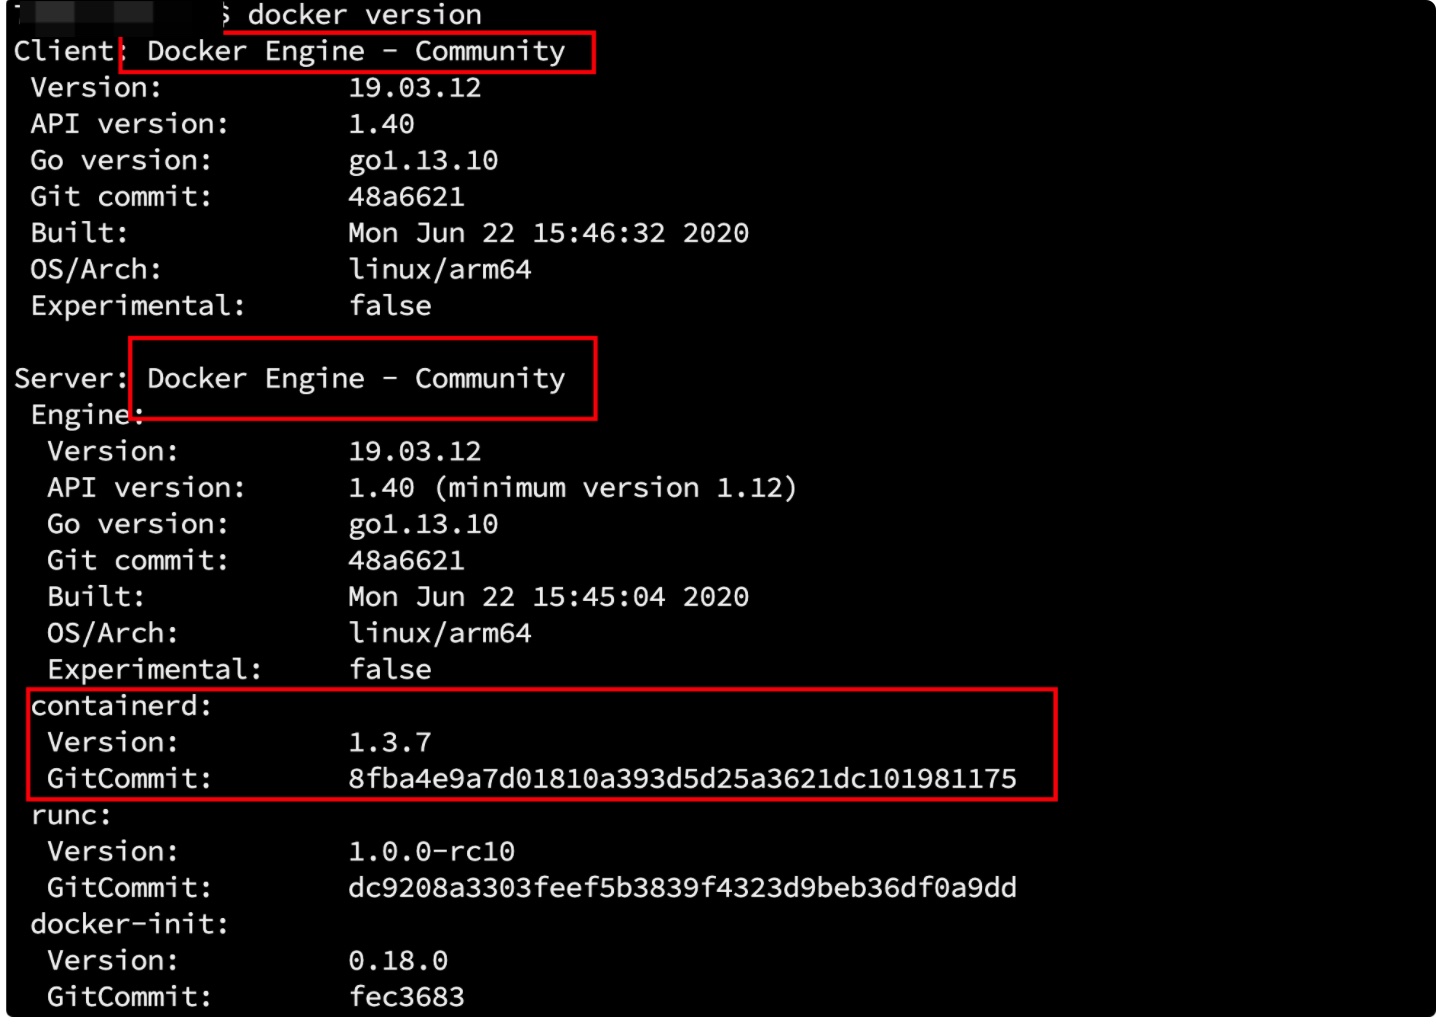 $ docker version
Client: Docker Engine - Community
 Version:           19.03.12
 API version:       1.40
 Go version:        go1.13.10
 Git commit:        48a6621
 Built:             Mon Jun 22 15:46:32 2020
 OS/Arch:           linux/arm64
 Experimental:      false

Server: Docker Engine - Community
 Engine:
  Version:          19.03.12
  API version:      1.40 (minimum version 1.12)
  Go version:       go1.13.10
  Git commit:       48a6621
  Built:            Mon Jun 22 15:45:04 2020
  OS/Arch:          linux/arm64
  Experimental:     false
 containerd:
  Version:          1.3.7
  GitCommit:        8fba4e9a7d01810a393d5d25a3621dc101981175
 runc:
  Version:          1.0.0-rc10
  GitCommit:        dc9208a3303feef5b3839f4323d9beb36df0a9dd
 docker-init:
  Version:          0.18.0
  GitCommit:        fec3683